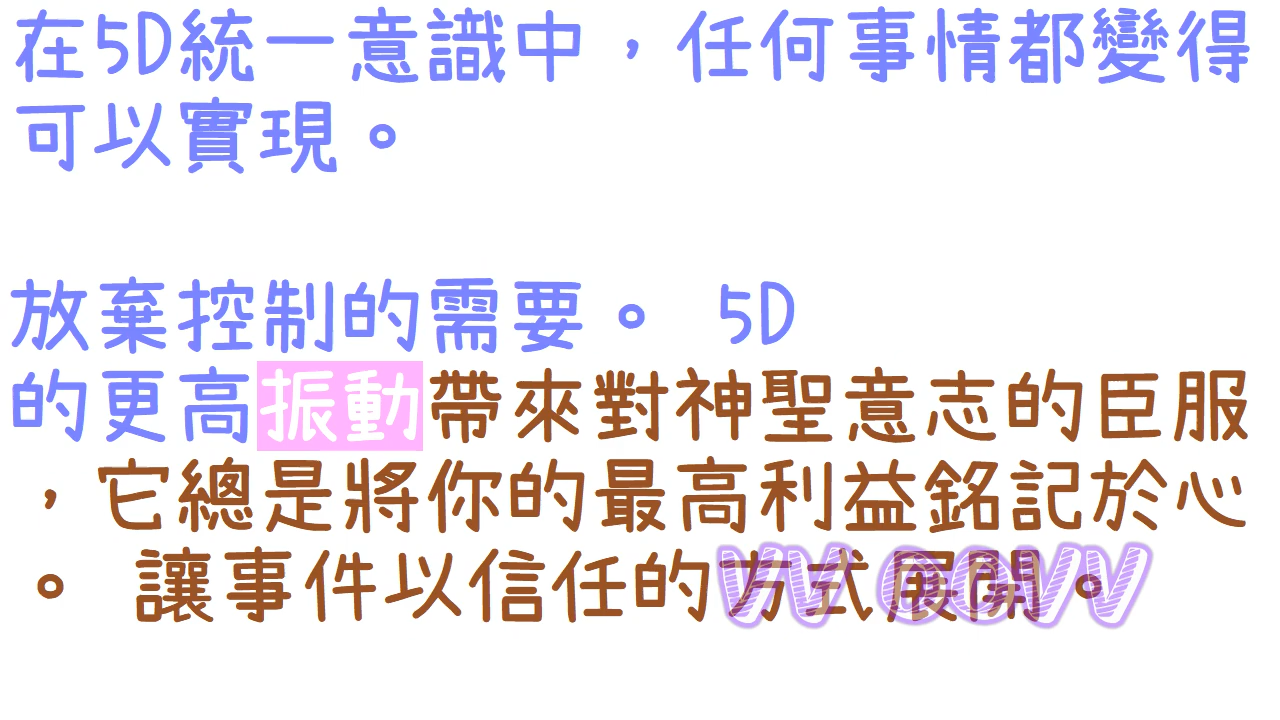 在5D統一意識中，任何事情都變得
可以實現。
放棄控制的需要。 5D
的更高振動帶來對神聖意志的臣服
，它總是將你的最高利益銘記於心
。 讓事件以信任的方式展開。